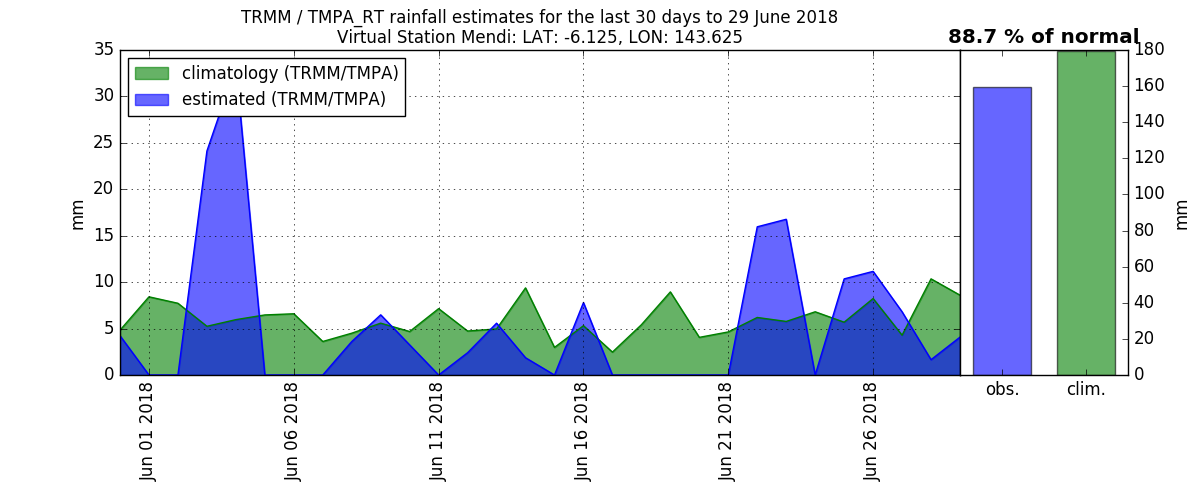 TRMM / TMPA_RT rainfall estimates for the last 30 days to 29 June 2018
Virtual Station Mendi: LAT: -6.125, LON: 143.625
88.7 % of normal
climatology (TRMM/TMPA)
estimated (TRMM/TMPA)
35
30
25
20
15
10
5
0
mm
Jun 01 2018
Jun 06 2018
Jun 11 2018
Jun 16 2018
Jun 21 2018
Jun 26 2018
obs.
clim.
180
160
140
120
100
80
60
40
20
0
mm